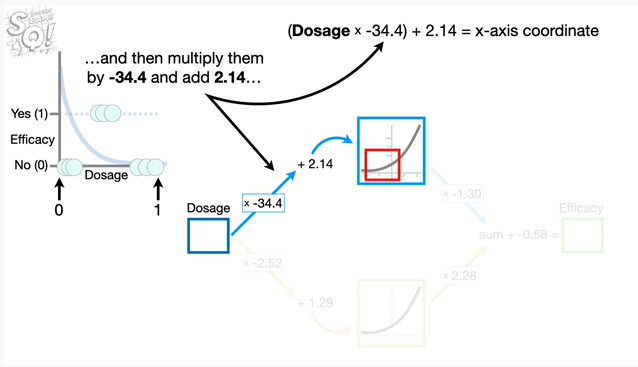 SQ!
(Dosage × -34.4) + 2.14 = x-axis coordinate
…and then multiply them
by -34.4 and add 2.14…
Yes (1)
Efficacy
No (0)
Dosage
0
1
+ 2.14
x -34.4
Dosage
x -1.30
Efficacy
sum + -0.58 =
x -2.52
x 2.28
+ 1.29